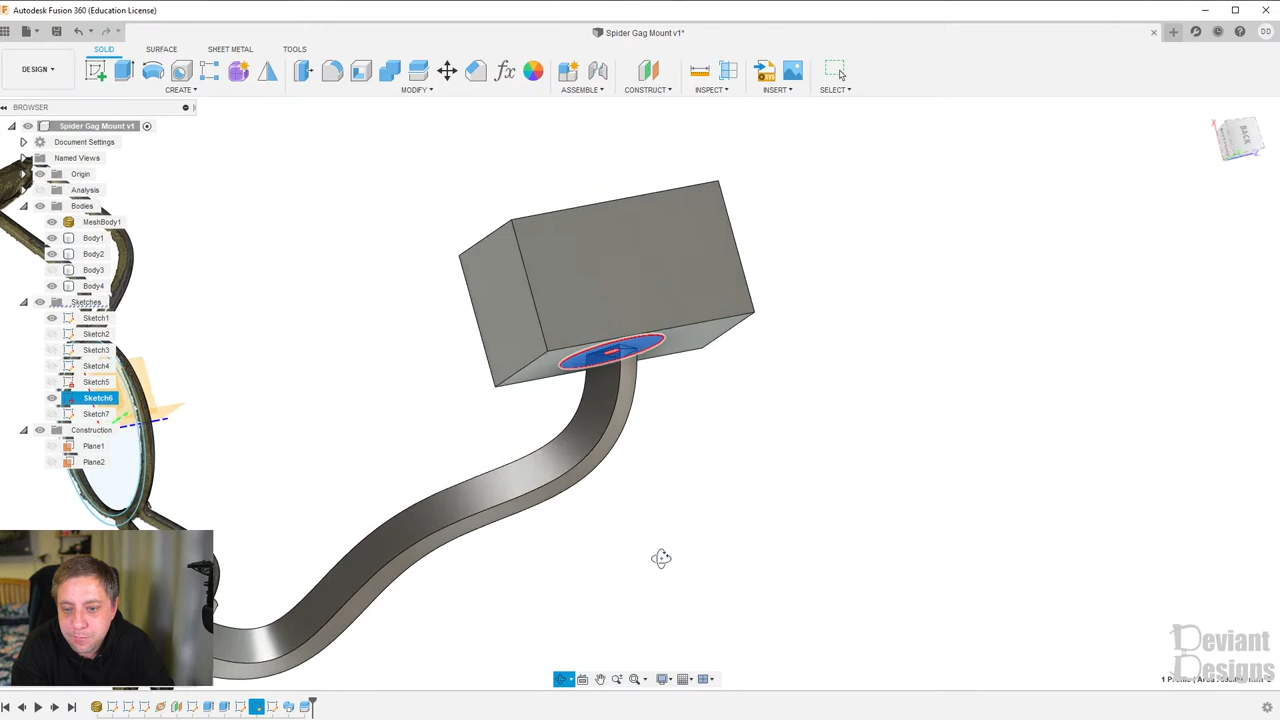 Autodesk Fusion 360 (Education License)
Spider Gag Mount v1*
DD
SOLID SURFACE SHEET METAL TOOLS
DESIGN
CREATE MODIFY ASSEMBLE CONSTRUCT INSPECT INSERT SELECT
BROWSER
Spider Gag Mount v1
Document Settings
Named Views
Origin
Analysis
Bodies
MeshBody1
Body1
Body2
Body3
Body4
Sketches
Sketch1
Sketch2
Sketch3
Sketch4
Sketch5
Sketch6
Sketch7
Construction
Plane1
Plane2
BACK
Deviant
Designs